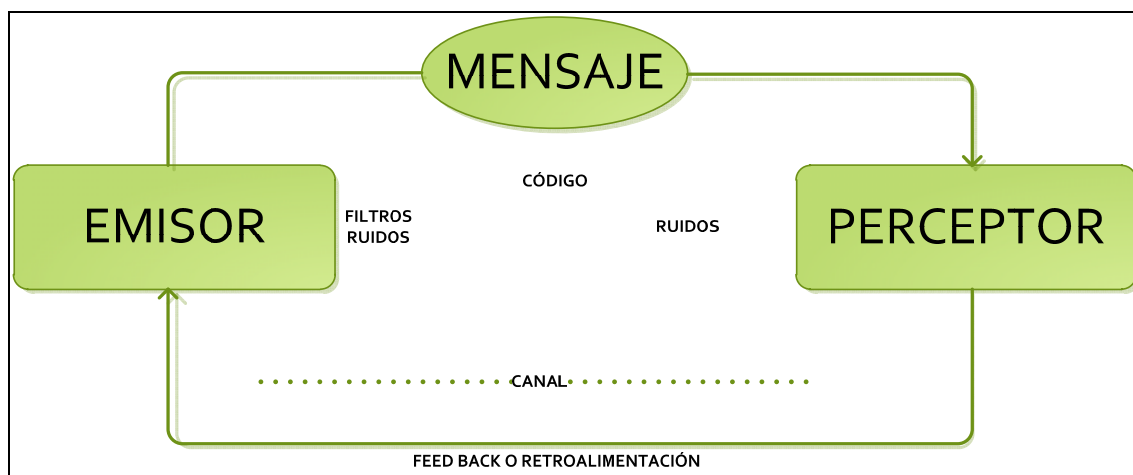 MENSAJE
CÓDIGO
EMISOR
FILTROS
RUIDOS
RUIDOS
PERCEPTOR
CANAL
FEED BACK O RETROALIMENTACIÓN